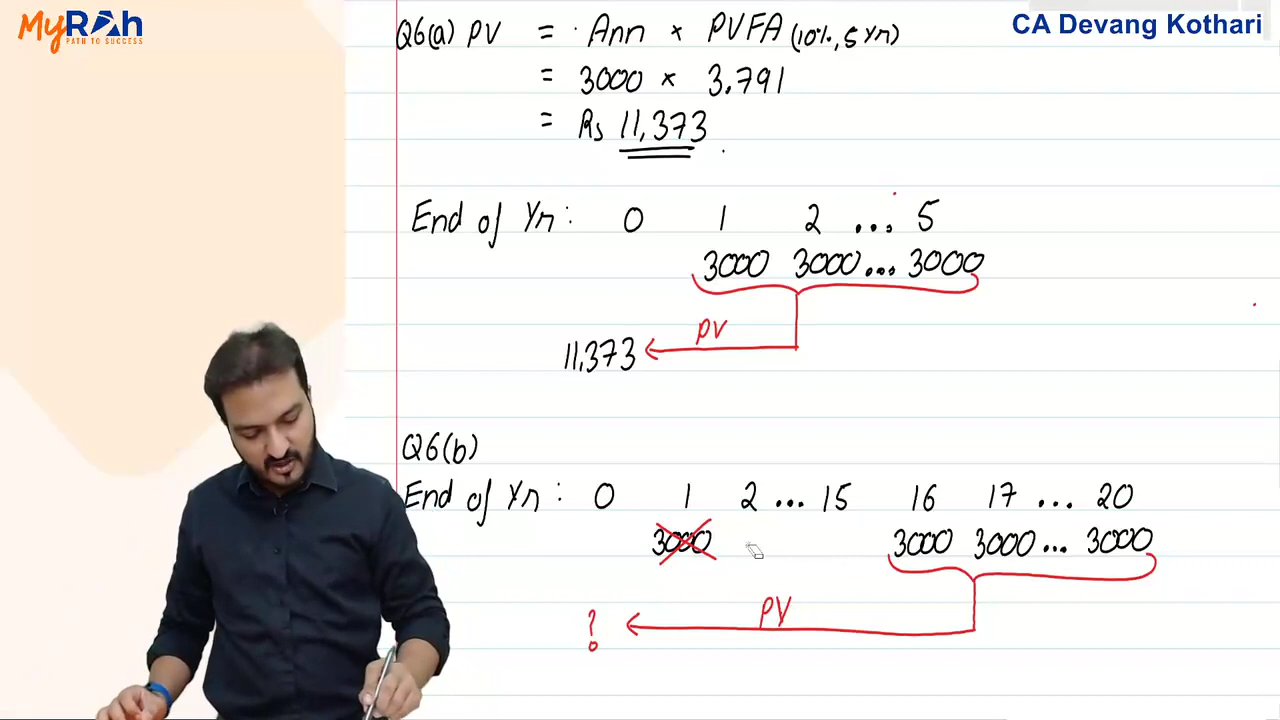 MyRAh
PATH TO SUCCESS
CA Devang Kothari
Q6(a) PV = Ann × PVFA (10%, 5 Yr)
= 3000 × 3.791
= Rs 11,373
End of Yr : 0 1 2 ... 5
3000 3000 ... 3000
PV
11,373
Q6(b)
End of Yr : 0 1 2 ... 15 16 17 ... 20
3000 3000 3000 ... 3000
PV
?